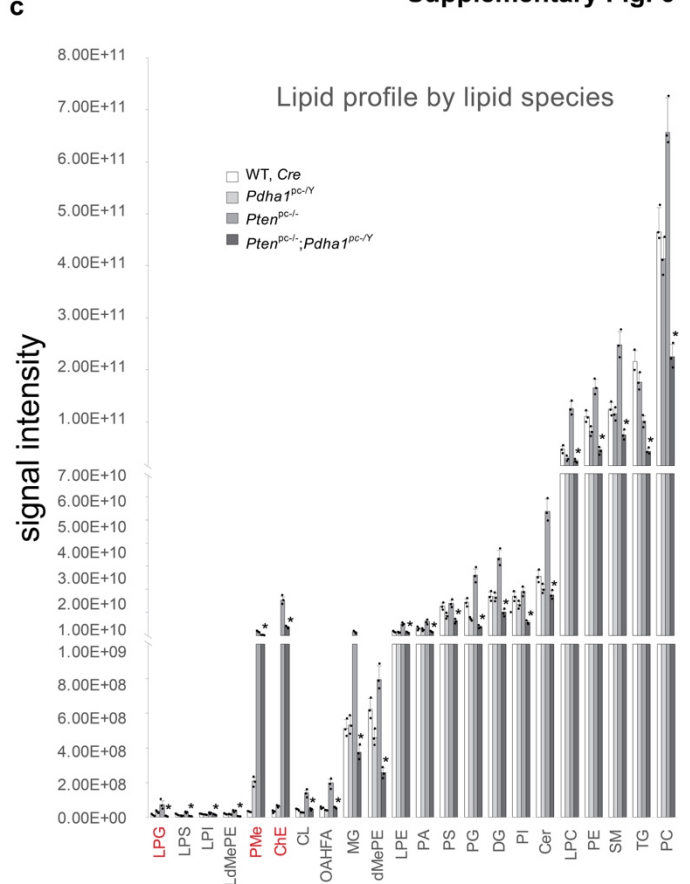 c
8.00E+11
Lipid profile by lipid species
7.00E+11
6.00E+11
WT, Cre
Pdha1pc-/Y
Ptenpc-/-
Ptenpc-/-;Pdha1pc-/Y
5.00E+11
4.00E+11
3.00E+11
2.00E+11
1.00E+11
7.00E+10
6.00E+10
5.00E+10
4.00E+10
3.00E+10
2.00E+10
1.00E+10
1.00E+09
8.00E+08
6.00E+08
4.00E+08
2.00E+08
0.00E+00
signal intensity
* * * * * * * * * * * * * * * * * * * * * *
LPG LPS LPI LdMePE PMe ChE CL OAHFA MG dMePE LPE PA PS PG DG PI Cer LPC PE SM TG PC